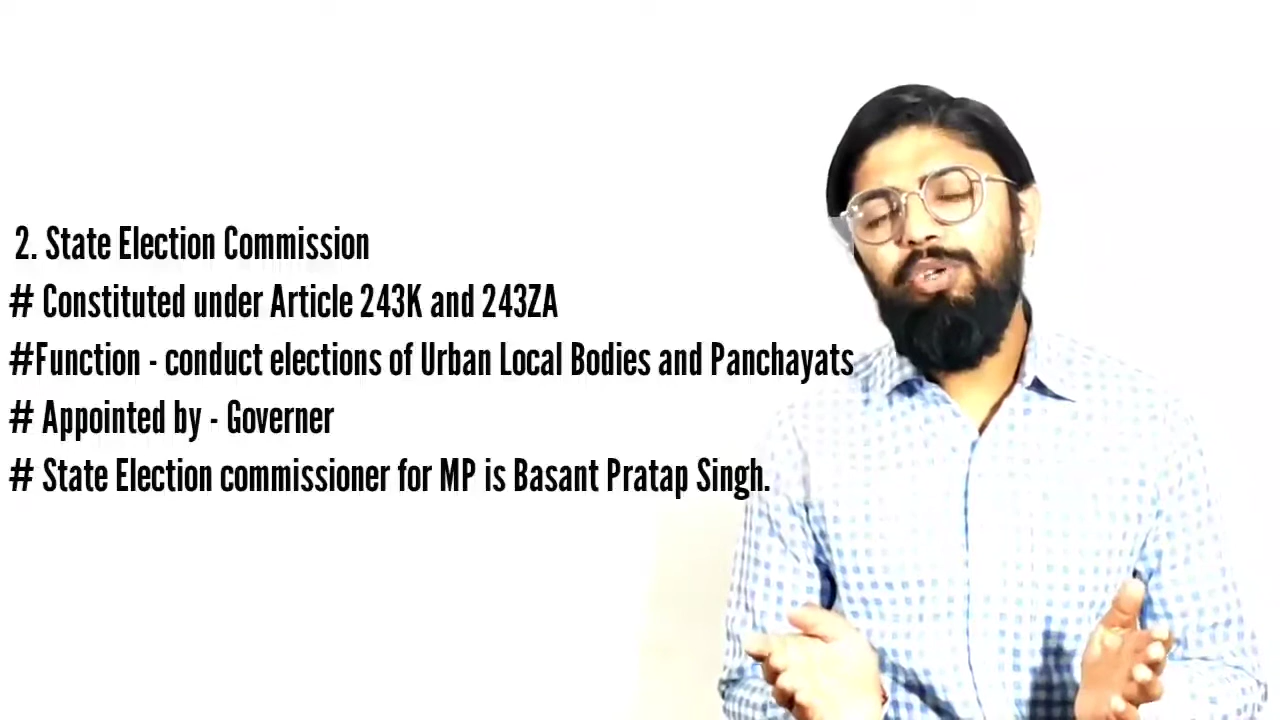 2. State Election Commission
# Constituted under Article 243K and 243ZA
#Function - conduct elections of Urban Local Bodies and Panchayats
# Appointed by - Governer
# State Election commissioner for MP is Basant Pratap Singh.